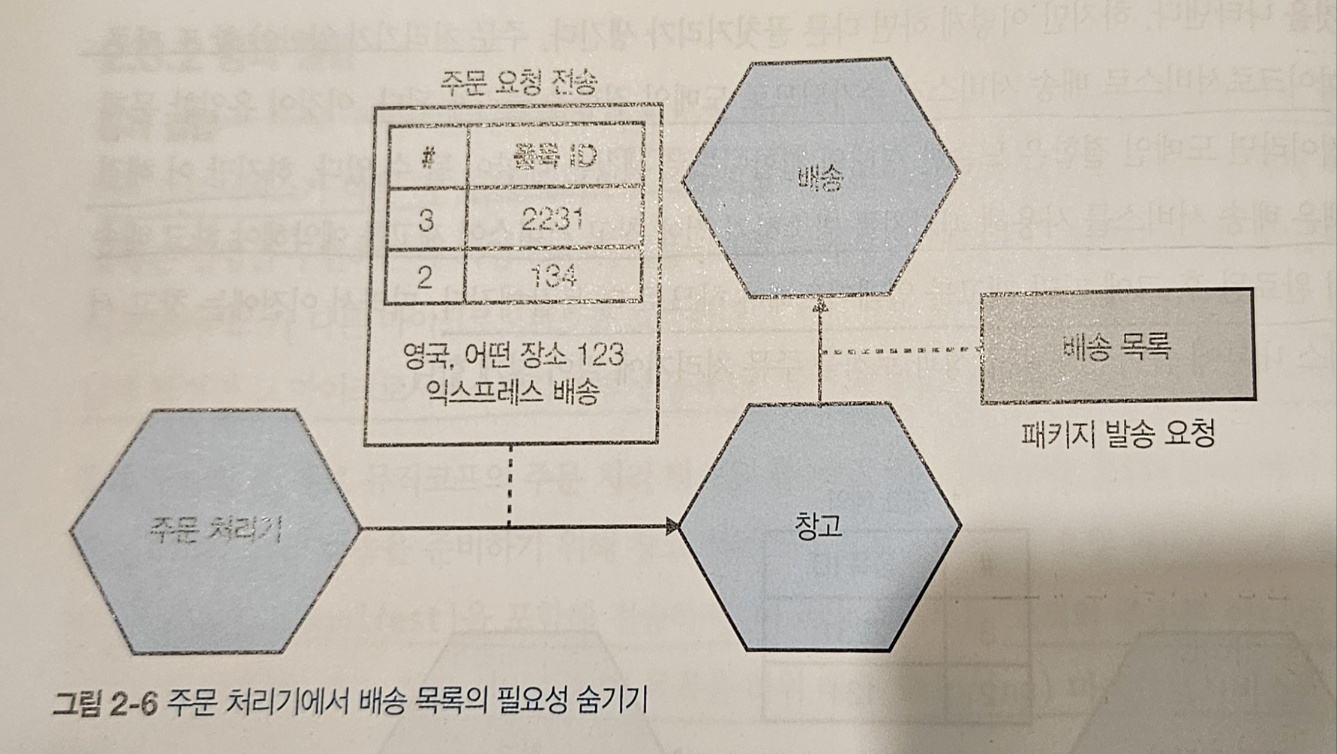 주문 요청 전송
# 품목 ID
3 2231
2 134
영국, 어떤 장소 123
익스프레스 배송
배송
배송 목록
패키지 발송 요청
주문 처리기
창고
그림 2-6 주문 처리기에서 배송 목록의 필요성 숨기기